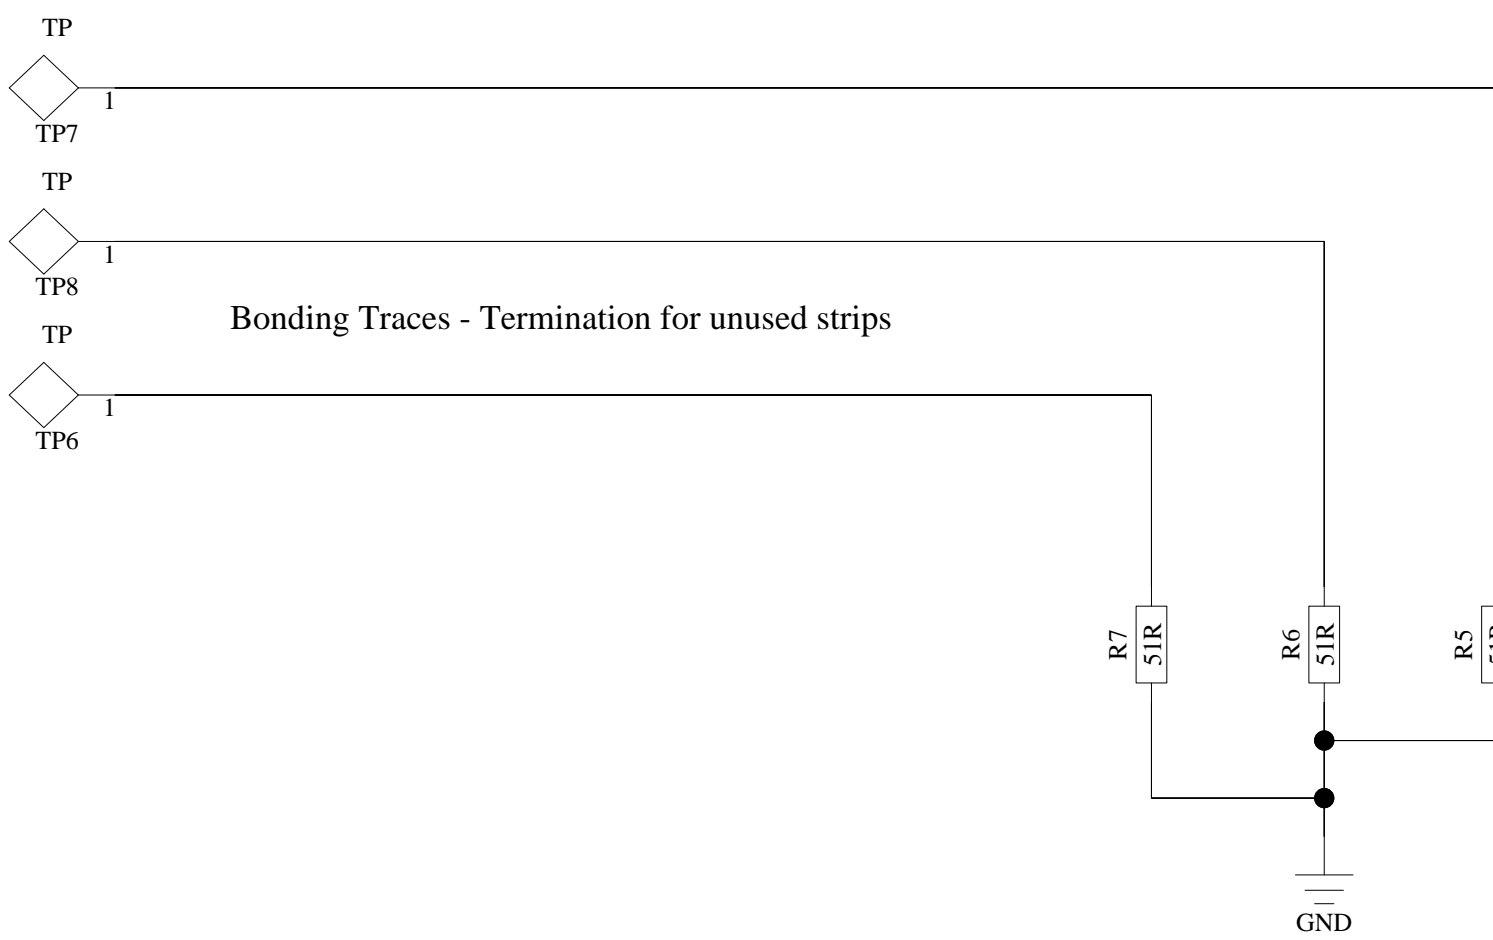 TP
1
TP7
TP
1
TP8
Bonding Traces - Termination for unused strips
TP
1
TP6
R7
51R
R6
51R
R5
GND